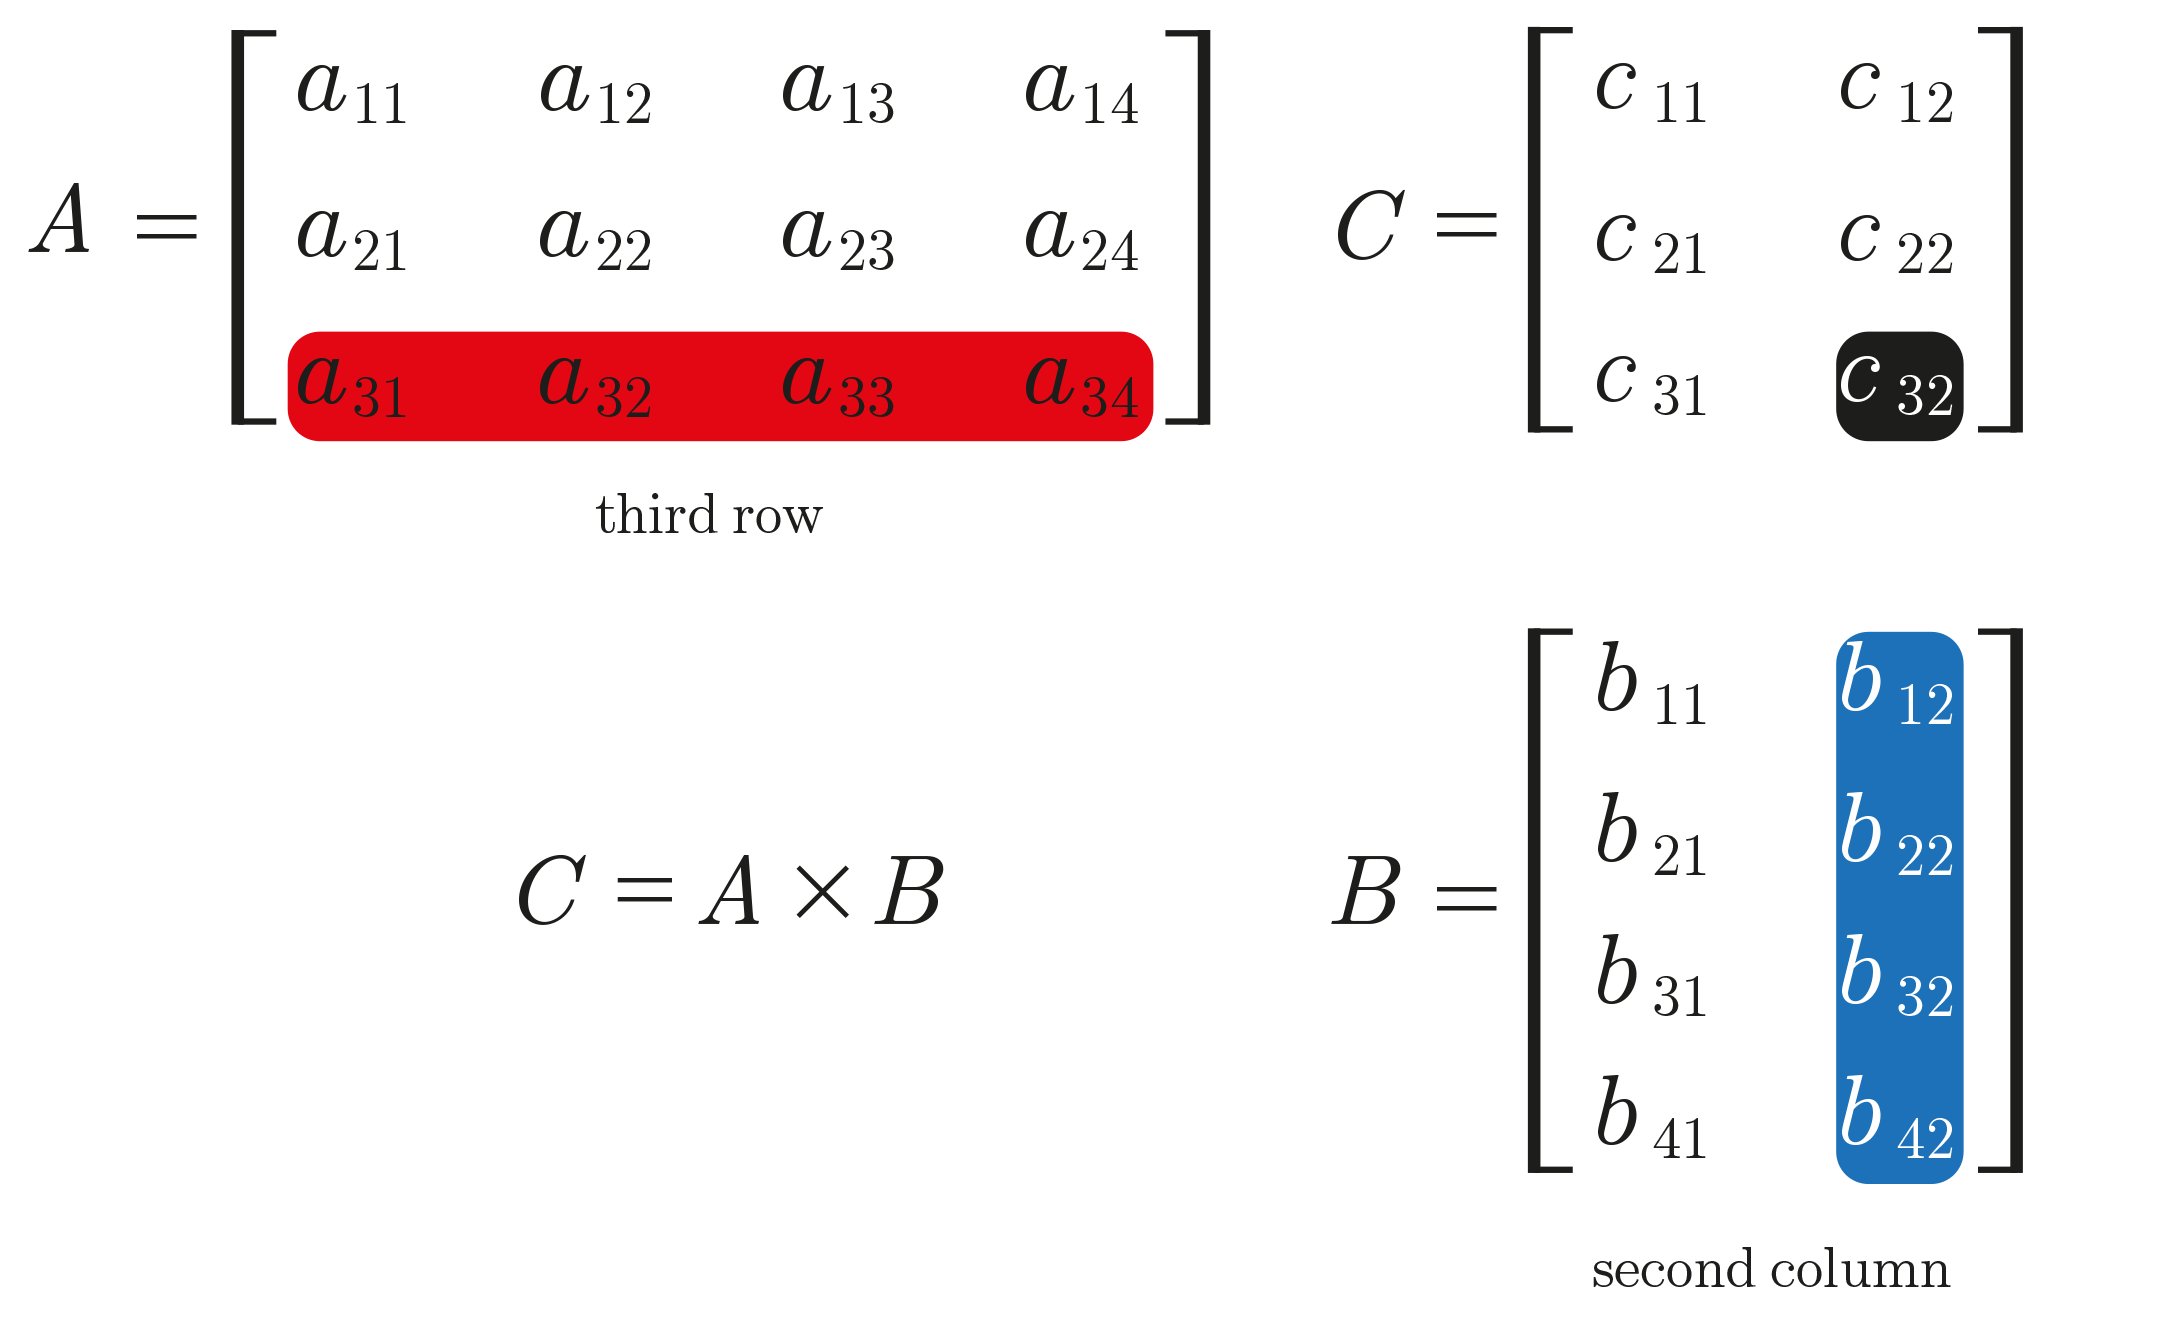 A = [ a11 a12 a13 a14
a21 a22 a23 a24
a31 a32 a33 a34 ]
third row
C = [ c11 c12
c21 c22
c31 c32 ]
C = A × B
B = [ b11 b12
b21 b22
b31 b32
b41 b42 ]
second column